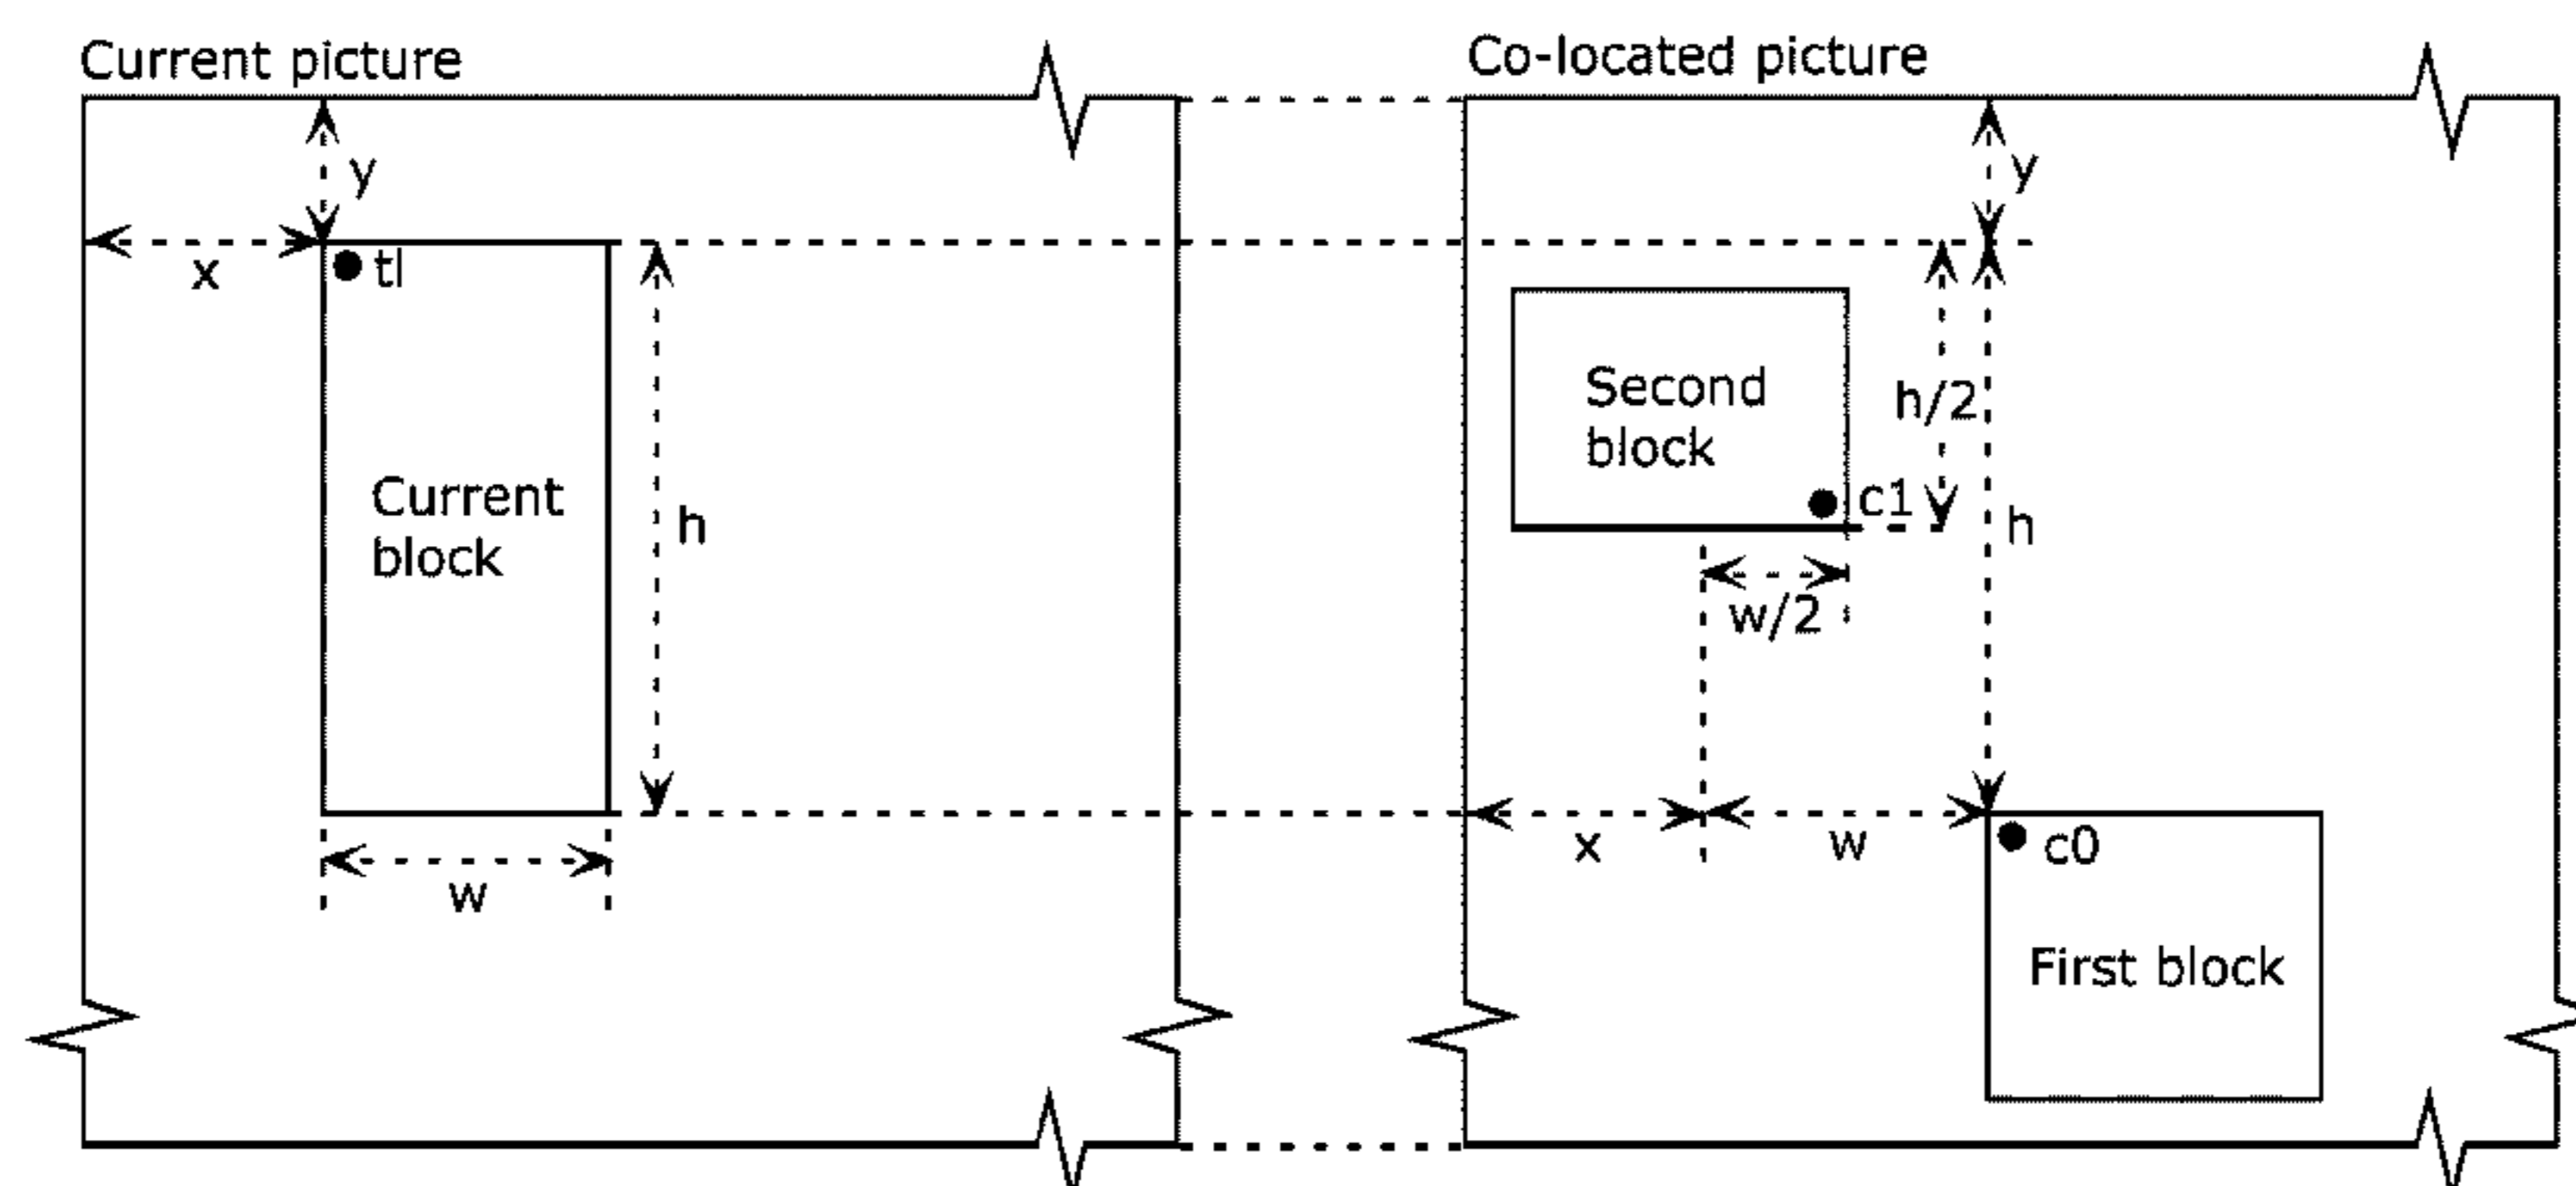 Current picture
Co-located picture
y
y
x
tl
Second
block
h/2
Current
block
h
c1
h
w/2
x
w
c0
w
First block